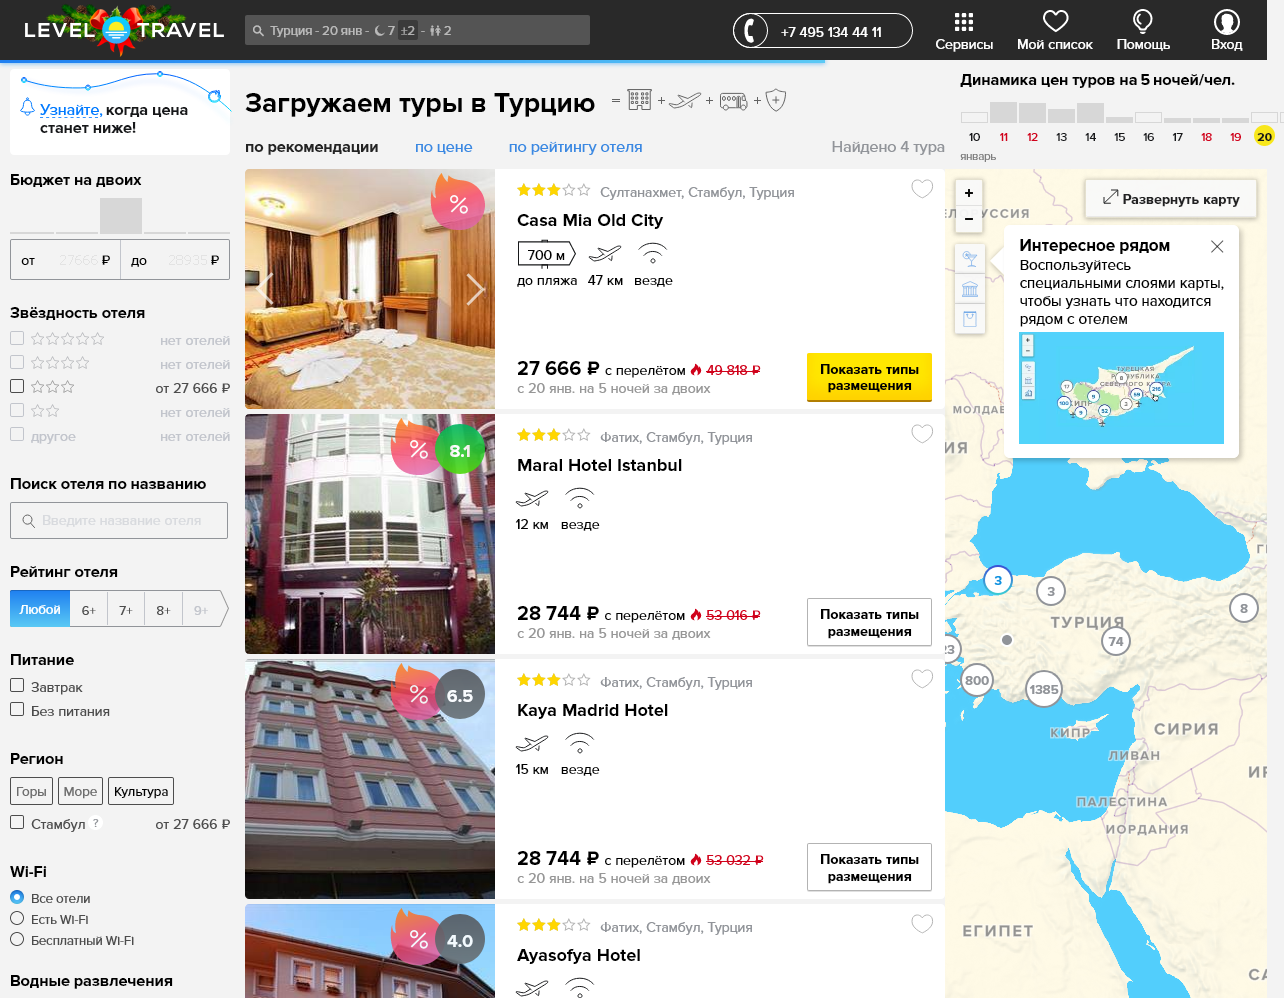 LEVEL TRAVEL
Турция - 20 янв - 7 ±2 - 2
+7 495 134 44 11
Сервисы
Мой список
Помощь
Вход
Узнайте, когда цена
станет ниже!
Бюджет на двоих
от 27666 ₽ до 28935 ₽
Звёздность отеля
нет отелей
нет отелей
от 27 666 ₽
нет отелей
другое нет отелей
Поиск отеля по названию
Введите название отеля
Рейтинг отеля
Любой 6+ 7+ 8+ 9+
Питание
Завтрак
Без питания
Регион
Горы Море Культура
Стамбул ? от 27 666 ₽
Wi-Fi
Все отели
Есть Wi-Fi
Бесплатный Wi-Fi
Водные развлечения
Загружаем туры в Турцию = + + +
по рекомендации по цене по рейтингу отеля Найдено 4 тура
%
Султанахмет, Стамбул, Турция
Casa Mia Old City
700 м
до пляжа 47 км везде
27 666 ₽ с перелётом 49 818 ₽
с 20 янв. на 5 ночей за двоих
Показать типы
размещения
% 8.1
Фатих, Стамбул, Турция
Maral Hotel Istanbul
12 км везде
28 744 ₽ с перелётом 53 016 ₽
с 20 янв. на 5 ночей за двоих
Показать типы
размещения
% 6.5
Фатих, Стамбул, Турция
Kaya Madrid Hotel
15 км везде
28 744 ₽ с перелётом 53 032 ₽
с 20 янв. на 5 ночей за двоих
Показать типы
размещения
% 4.0
Фатих, Стамбул, Турция
Ayasofya Hotel
Динамика цен туров на 5 ночей/чел.
10 11 12 13 14 15 16 17 18 19 20
январь
+
−
Развернуть карту
Интересное рядом
Воспользуйтесь
специальными слоями карты,
чтобы узнать что находится
рядом с отелем
МОЛДАВ
ИЯ
3
3
8
ТУРЦИЯ
74
23
800
1385
КИПР
СИРИЯ
ЛИВАН
ПАЛЕСТИНА
ИОРДАНИЯ
ЕГИПЕТ